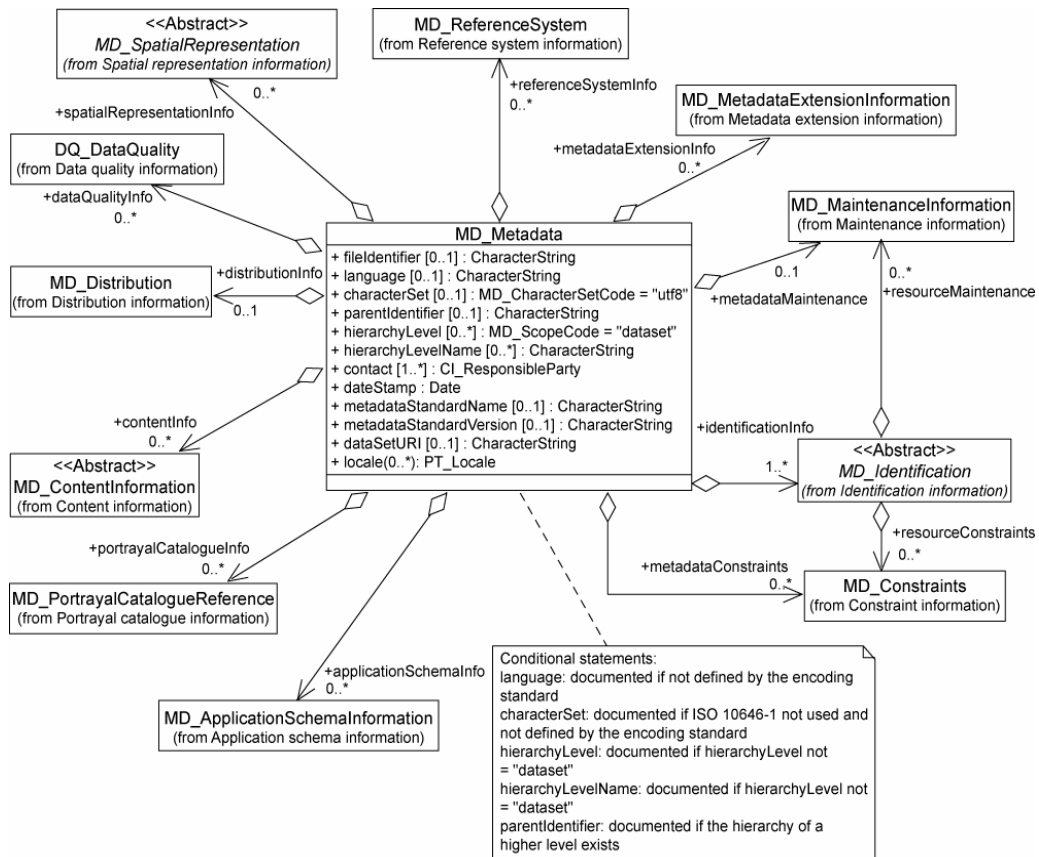 <<Abstract>>
MD_SpatialRepresentation
(from Spatial representation information)
0..*
+spatialRepresentationInfo
MD_ReferenceSystem
(from Reference system information)
+referenceSystemInfo
0..*
MD_MetadataExtensionInformation
(from Metadata extension information)
+metadataExtensionInfo
0..*
DQ_DataQuality
(from Data quality information)
+dataQualityInfo
0..*
MD_MaintenanceInformation
(from Maintenance information)
0..1
+metadataMaintenance
0..*
+resourceMaintenance
MD_Distribution
(from Distribution information)
+distributionInfo
0..1
MD_Metadata
+ fileIdentifier [0..1] : CharacterString
+ language [0..1] : CharacterString
+ characterSet [0..1] : MD_CharacterSetCode = "utf8"
+ parentIdentifier [0..1] : CharacterString
+ hierarchyLevel [0..*] : MD_ScopeCode = "dataset"
+ hierarchyLevelName [0..*] : CharacterString
+ contact [1..*] : CI_ResponsibleParty
+ dateStamp : Date
+ metadataStandardName [0..1] : CharacterString
+ metadataStandardVersion [0..1] : CharacterString
+ dataSetURI [0..1] : CharacterString
+ locale(0..*): PT_Locale
+contentInfo
0..*
<<Abstract>>
MD_ContentInformation
(from Content information)
+identificationInfo
1..*
<<Abstract>>
MD_Identification
(from Identification information)
+resourceConstraints
0..*
+portrayalCatalogueInfo
0..*
MD_PortrayalCatalogueReference
(from Portrayal catalogue information)
+metadataConstraints
0..*
MD_Constraints
(from Constraint information)
+applicationSchemaInfo
0..*
MD_ApplicationSchemaInformation
(from Application schema information)
Conditional statements:
language: documented if not defined by the encoding
standard
characterSet: documented if ISO 10646-1 not used and
not defined by the encoding standard
hierarchyLevel: documented if hierarchyLevel not
= "dataset"
hierarchyLevelName: documented if hierarchyLevel not
= "dataset"
parentIdentifier: documented if the hierarchy of a
higher level exists